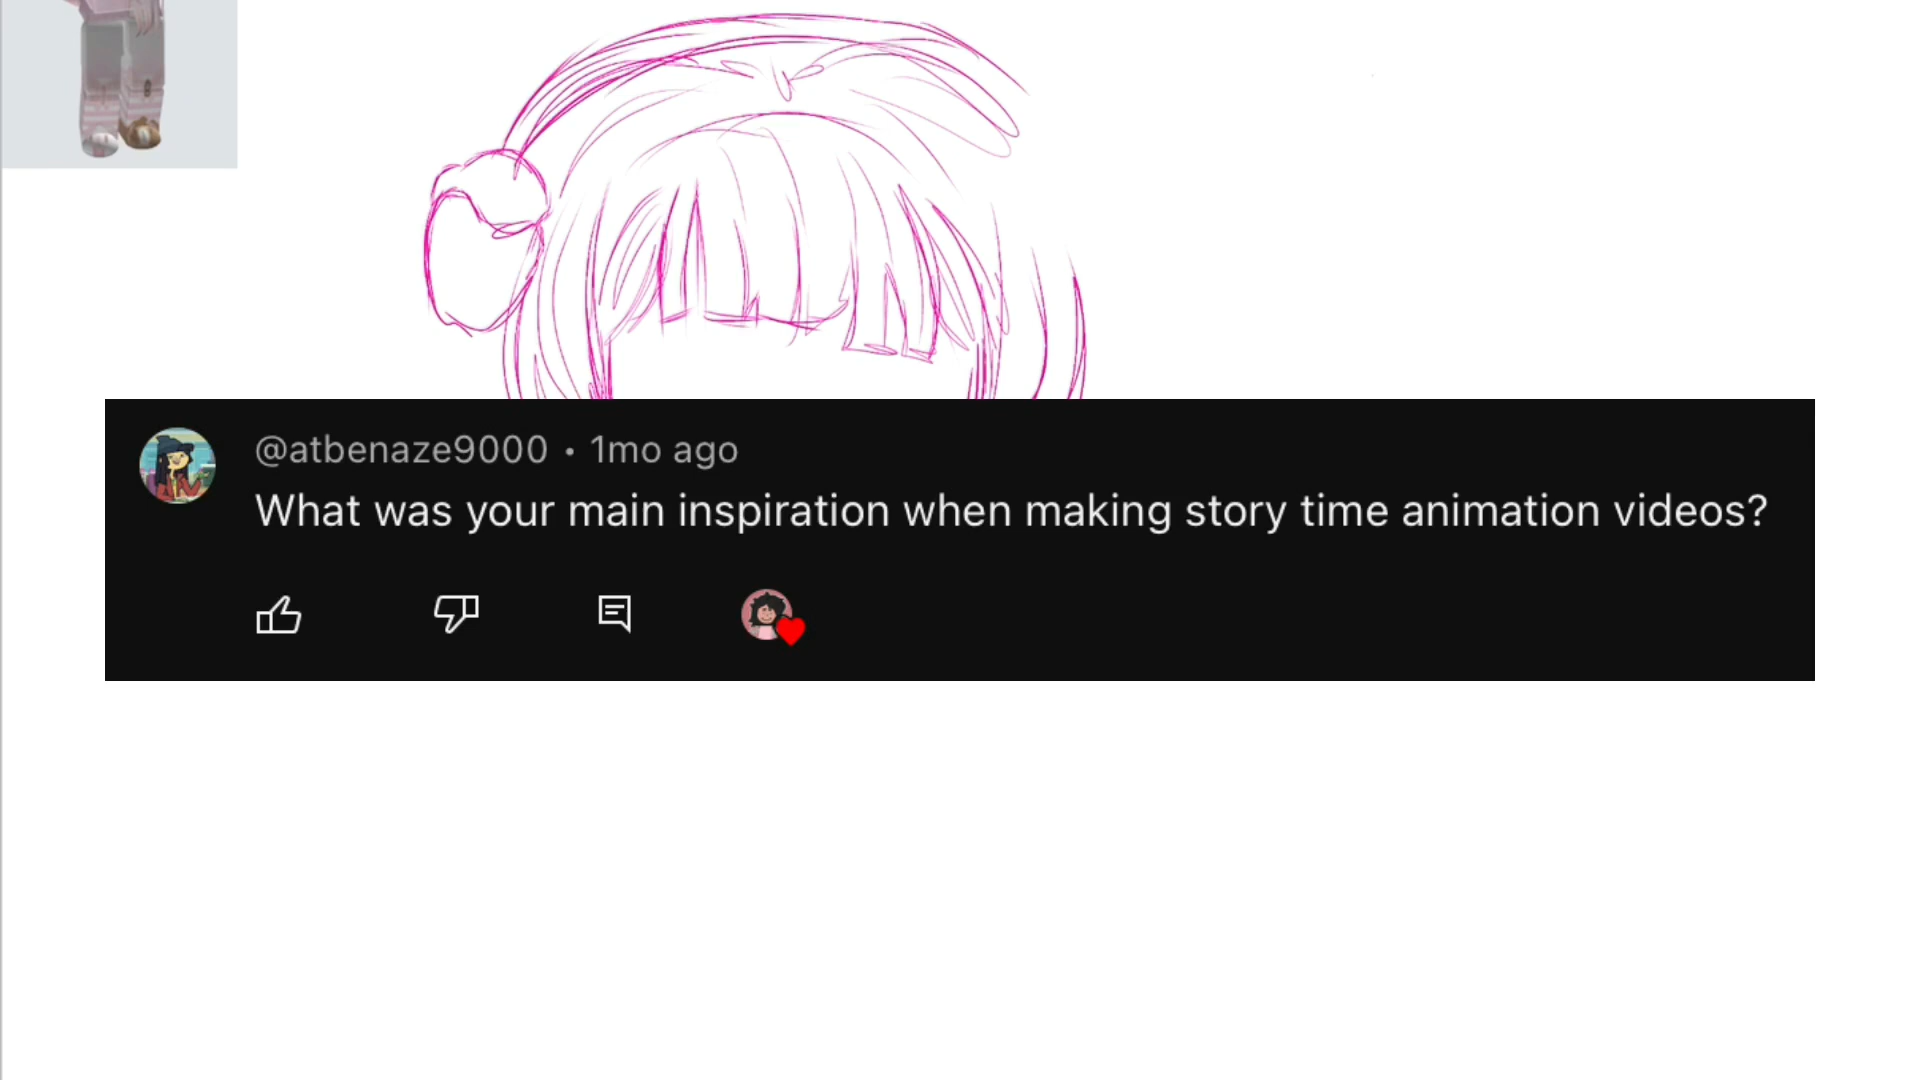 @atbenaze9000 • 1mo ago
What was your main inspiration when making story time animation videos?